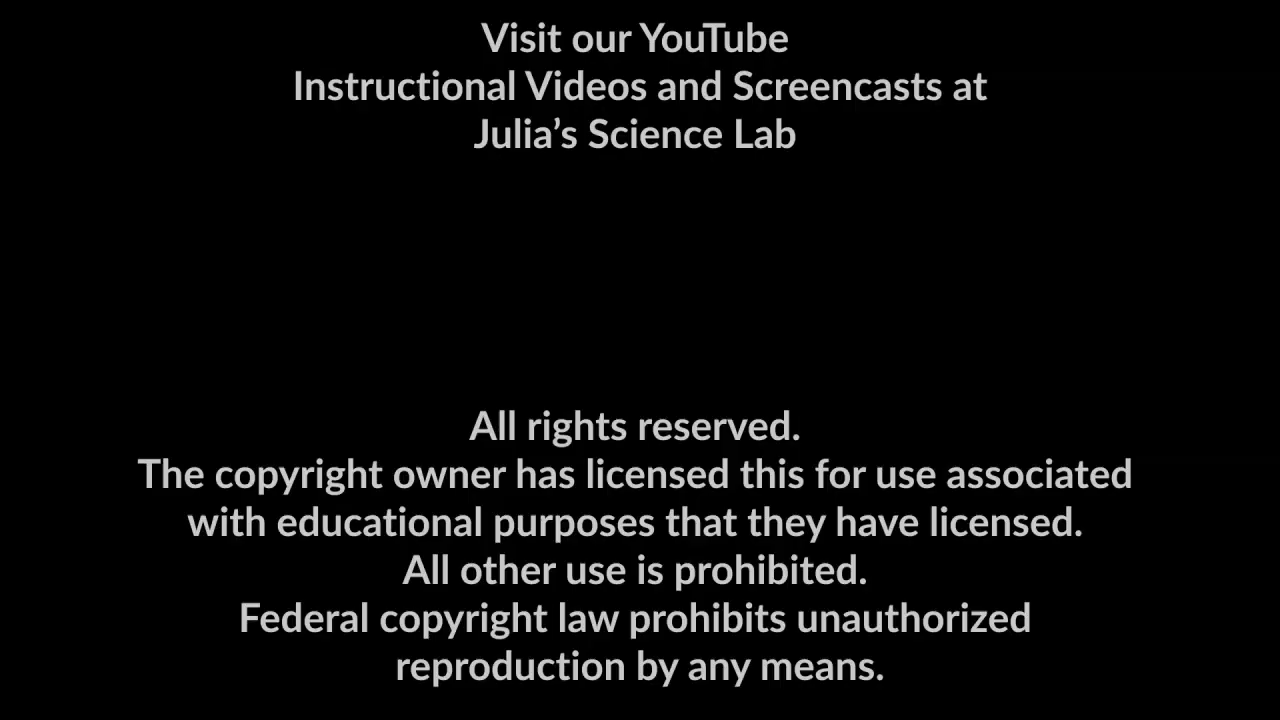 Visit our YouTube
Instructional Videos and Screencasts at
Julia’s Science Lab
All rights reserved.
The copyright owner has licensed this for use associated
with educational purposes that they have licensed.
All other use is prohibited.
Federal copyright law prohibits unauthorized
reproduction by any means.